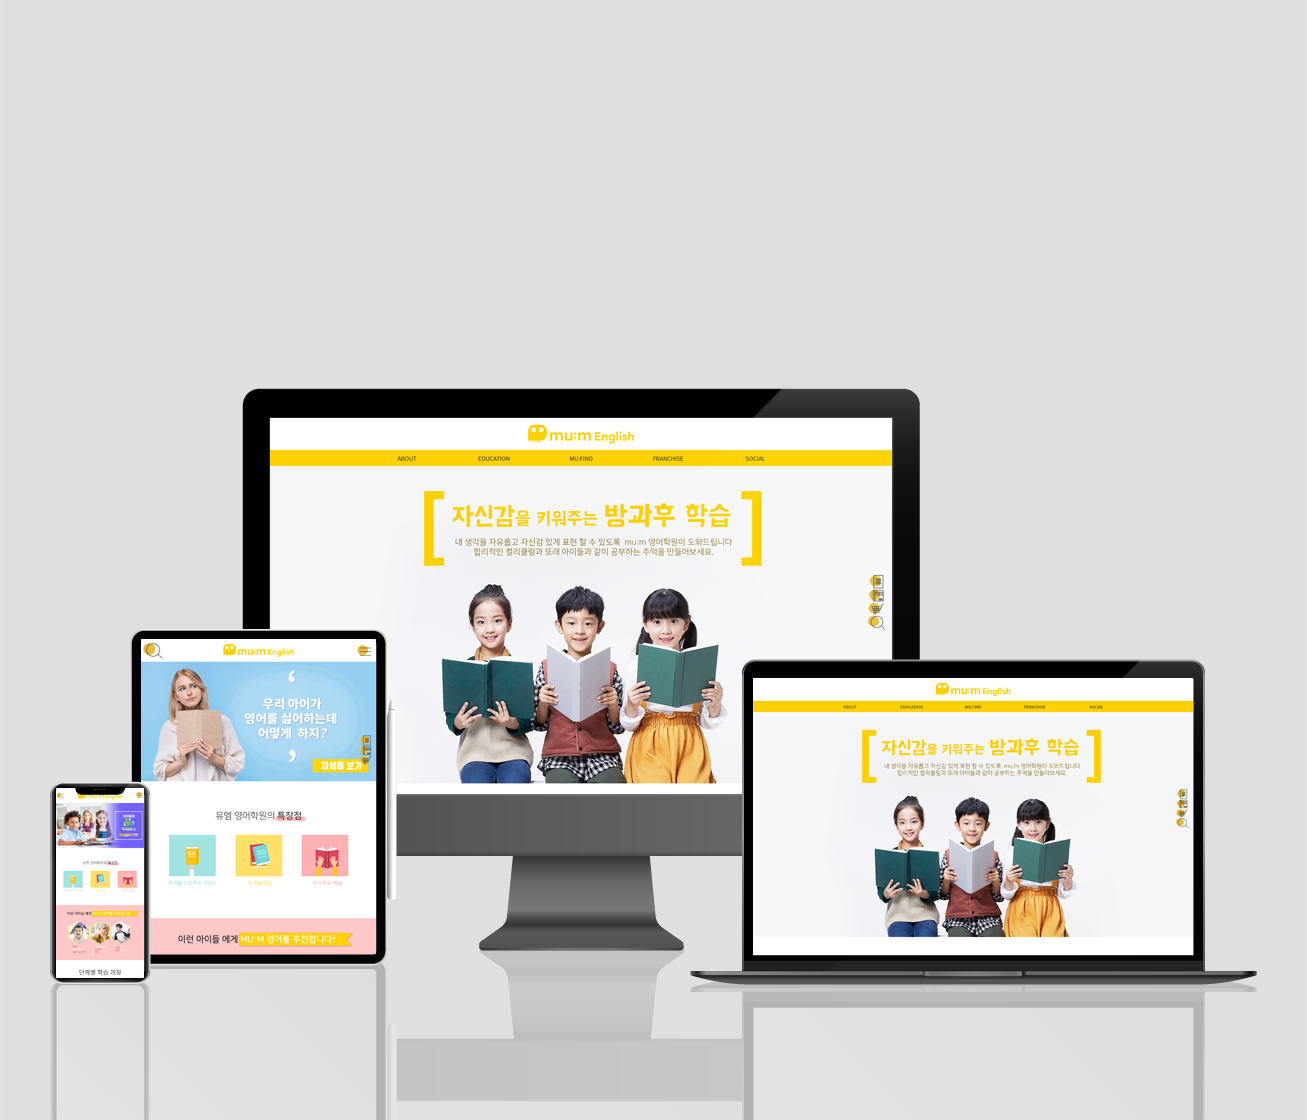 mu:m English
ABOUT EDUCATION MU:FIND FRANCHISE SOCIAL
자신감을 키워주는 방과후 학습
내 생각을 자유롭고 자신감 있게 표현 할 수 있도록 mu:m 영어학원이 도와드립니다
합리적인 컬리큘럼과 또래 아이들과 같이 공부하는 추억을 만들어보세요.
mu:m English
우리 아이가
영어를 싫어하는데
어떻게 하지?
자세히 보기
뮤엠 영어학원의 특장점
이런 아이들 에게 MU:M 영어를 추천합니다!
mu:m English
단계별 학습 과정
mu:m English
ABOUT EDUCATION MU:FIND FRANCHISE SOCIAL
자신감을 키워주는 방과후 학습
내 생각을 자유롭고 자신감 있게 표현 할 수 있도록 mu:m 영어학원이 도와드립니다
합리적인 컬리큘럼과 또래 아이들과 같이 공부하는 추억을 만들어보세요.